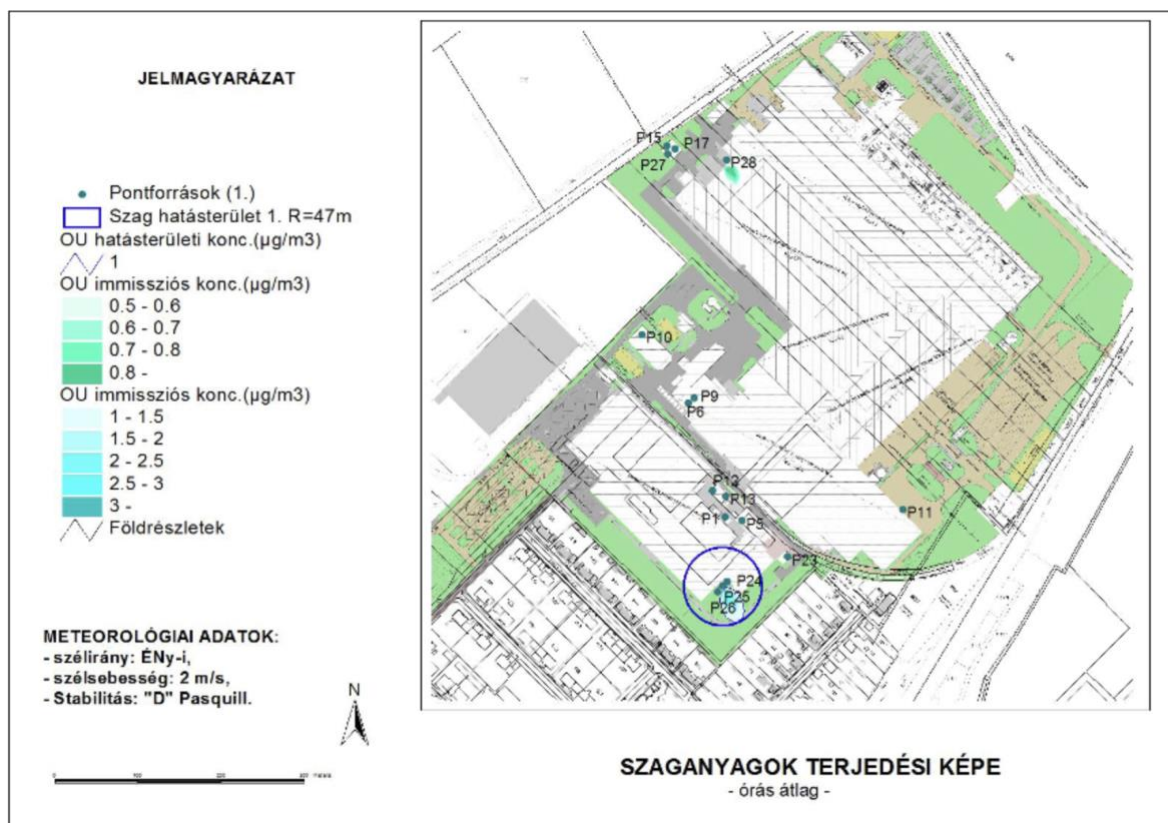 JELMAGYARÁZAT
Pontforrások (1.)
Szag hatásterület 1. R=47m
OU hatásterületi konc.(µg/m3)
1
OU immissziós konc.(µg/m3)
0.5 - 0.6
0.6 - 0.7
0.7 - 0.8
0.8 -
OU immissziós konc.(µg/m3)
1 - 1.5
1.5 - 2
2 - 2.5
2.5 - 3
3 -
Földrészletek
METEOROLÓGIAI ADATOK:
- szélirány: ÉNy-i,
- szélsebesség: 2 m/s,
- Stabilitás: "D" Pasquill.
N
P15
P17
P27
P28
P10
P9
P6
P12
P13
P1
P5
P11
P23
P24
P25
P26
SZAGANYAGOK TERJEDÉSI KÉPE
- órás átlag -